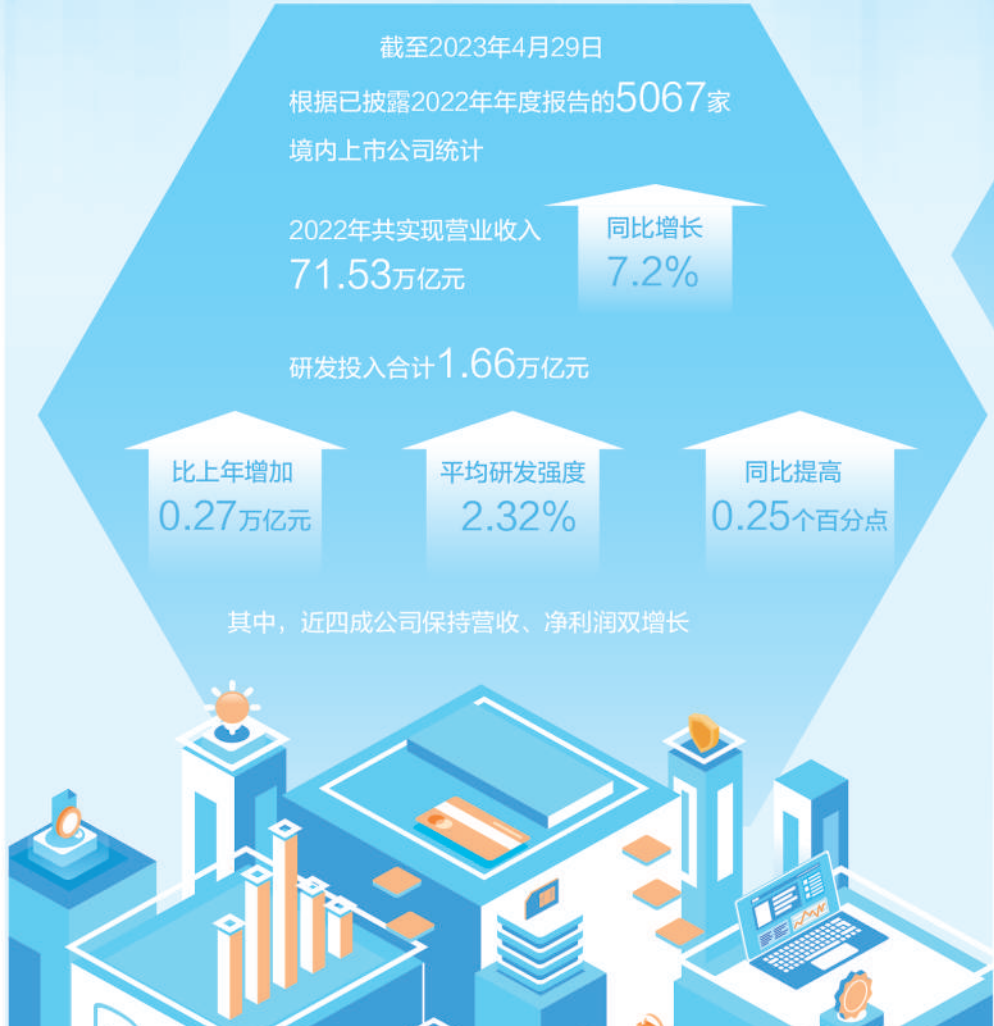 截至2023年4月29日
根据已披露2022年年度报告的5067家
境内上市公司统计
2022年共实现营业收入
71.53万亿元
同比增长
7.2%
研发投入合计1.66万亿元
比上年增加
0.27万亿元
平均研发强度
2.32%
同比提高
0.25个百分点
其中，近四成公司保持营收、净利润双增长